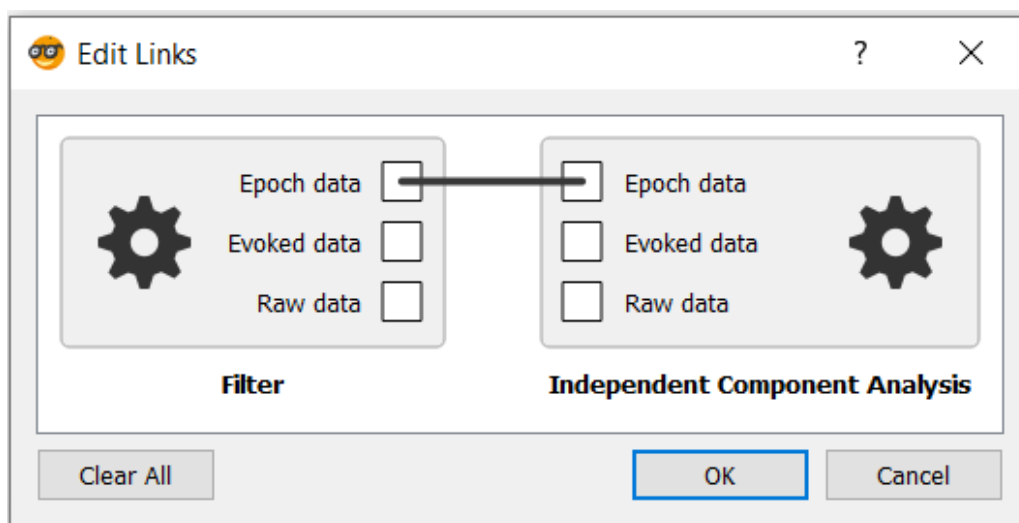 Edit Links
?
Epoch data
Epoch data
Evoked data
Evoked data
Raw data
Raw data
Filter
Independent Component Analysis
Clear All
OK
Cancel